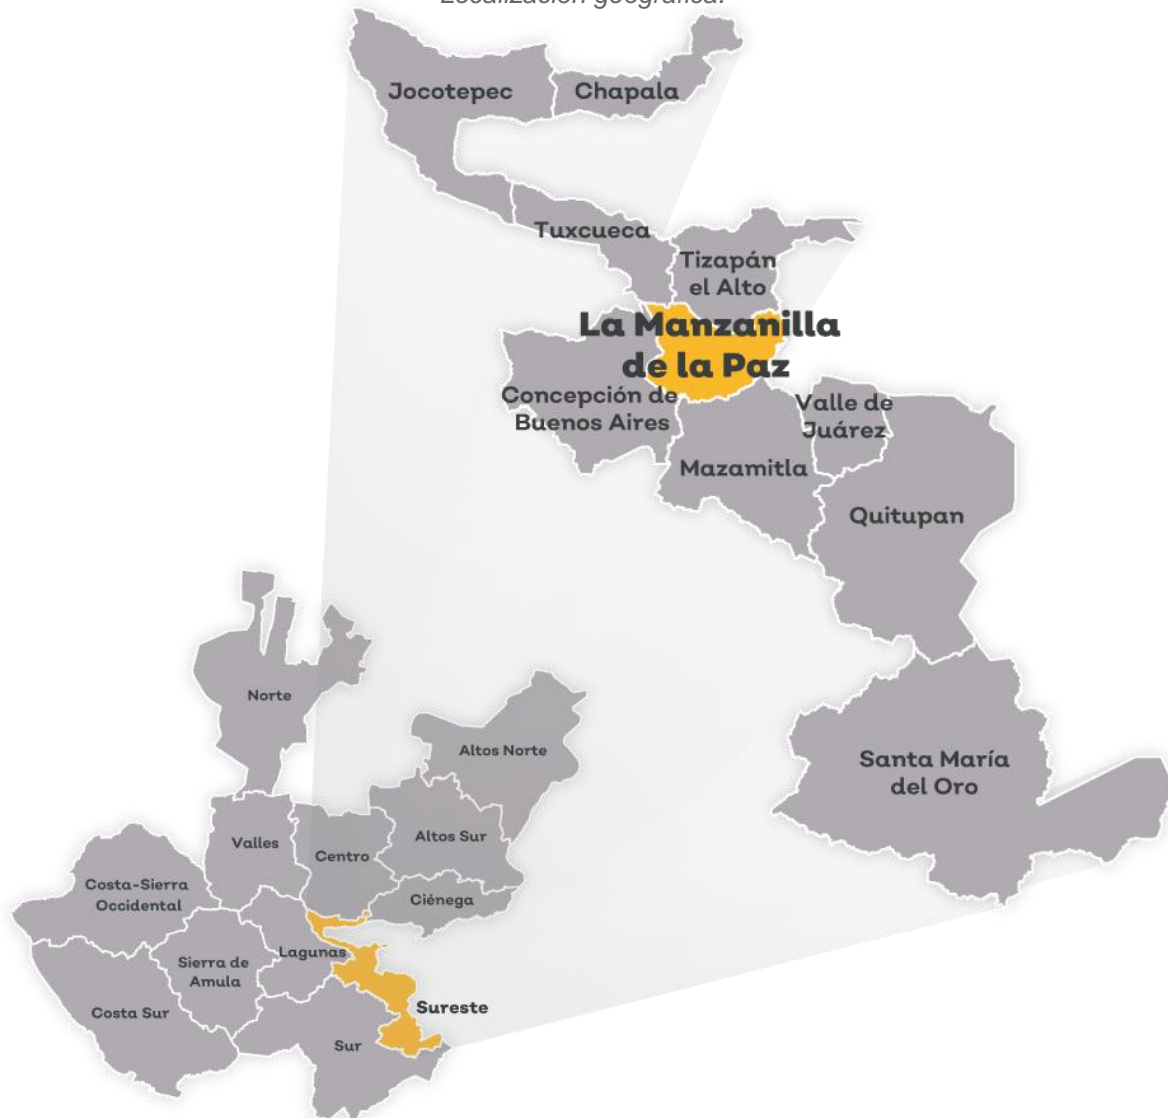 Localización geográfica.
Jocotepec
Chapala
Tuxcueca
Tizapán
el Alto
La Manzanilla
de la Paz
Concepción de
Buenos Aires
Valle de
Juárez
Mazamitla
Quitupan
Santa María
del Oro
Norte
Altos Norte
Altos Sur
Valles
Centro
Costa-Sierra
Occidental
Ciénega
Lagunas
Sierra de
Amula
Costa Sur
Sureste
Sur